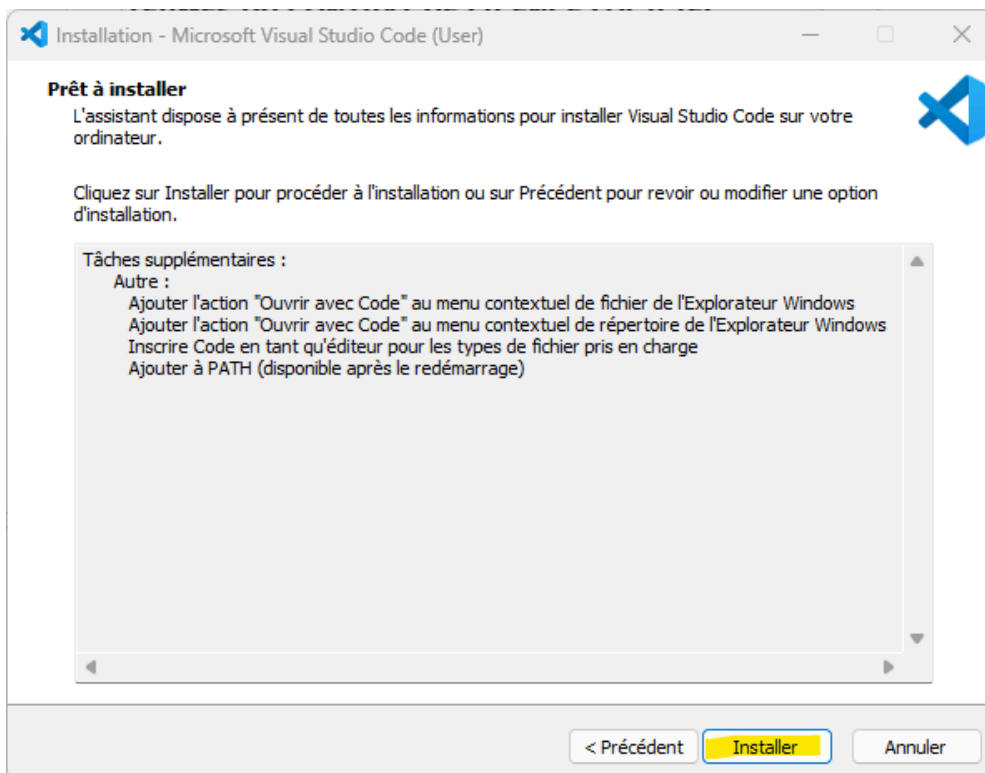 Installation - Microsoft Visual Studio Code (User)
Prêt à installer
L'assistant dispose à présent de toutes les informations pour installer Visual Studio Code sur votre
ordinateur.
Cliquez sur Installer pour procéder à l'installation ou sur Précédent pour revoir ou modifier une option
d'installation.
Tâches supplémentaires :
Autre :
Ajouter l'action "Ouvrir avec Code" au menu contextuel de fichier de l'Explorateur Windows
Ajouter l'action "Ouvrir avec Code" au menu contextuel de répertoire de l'Explorateur Windows
Inscrire Code en tant qu'éditeur pour les types de fichier pris en charge
Ajouter à PATH (disponible après le redémarrage)
< Précédent
Installer
Annuler